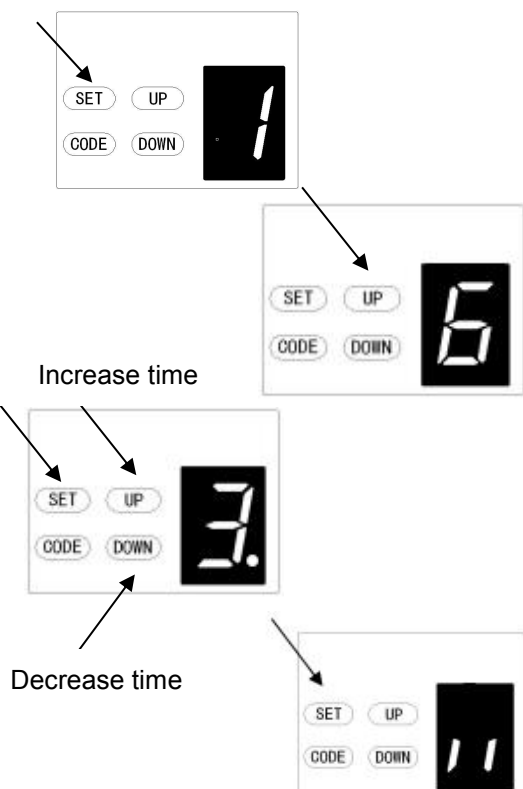 SET UP 1
CODE DOWN
SET UP 6
CODE DOWN
Increase time
SET UP 3.
CODE DOWN
Decrease time
SET UP
CODE DOWN